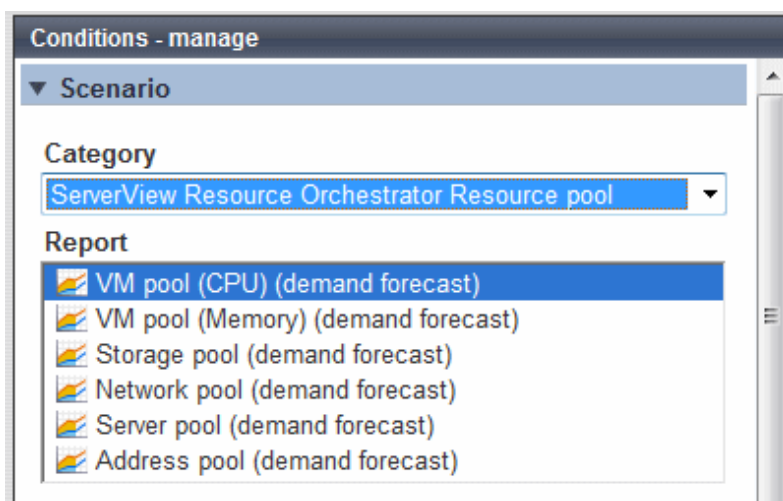 Conditions - manage
Scenario
Category
ServerView Resource Orchestrator Resource pool
Report
VM pool (CPU) (demand forecast)
VM pool (Memory) (demand forecast)
Storage pool (demand forecast)
Network pool (demand forecast)
Server pool (demand forecast)
Address pool (demand forecast)